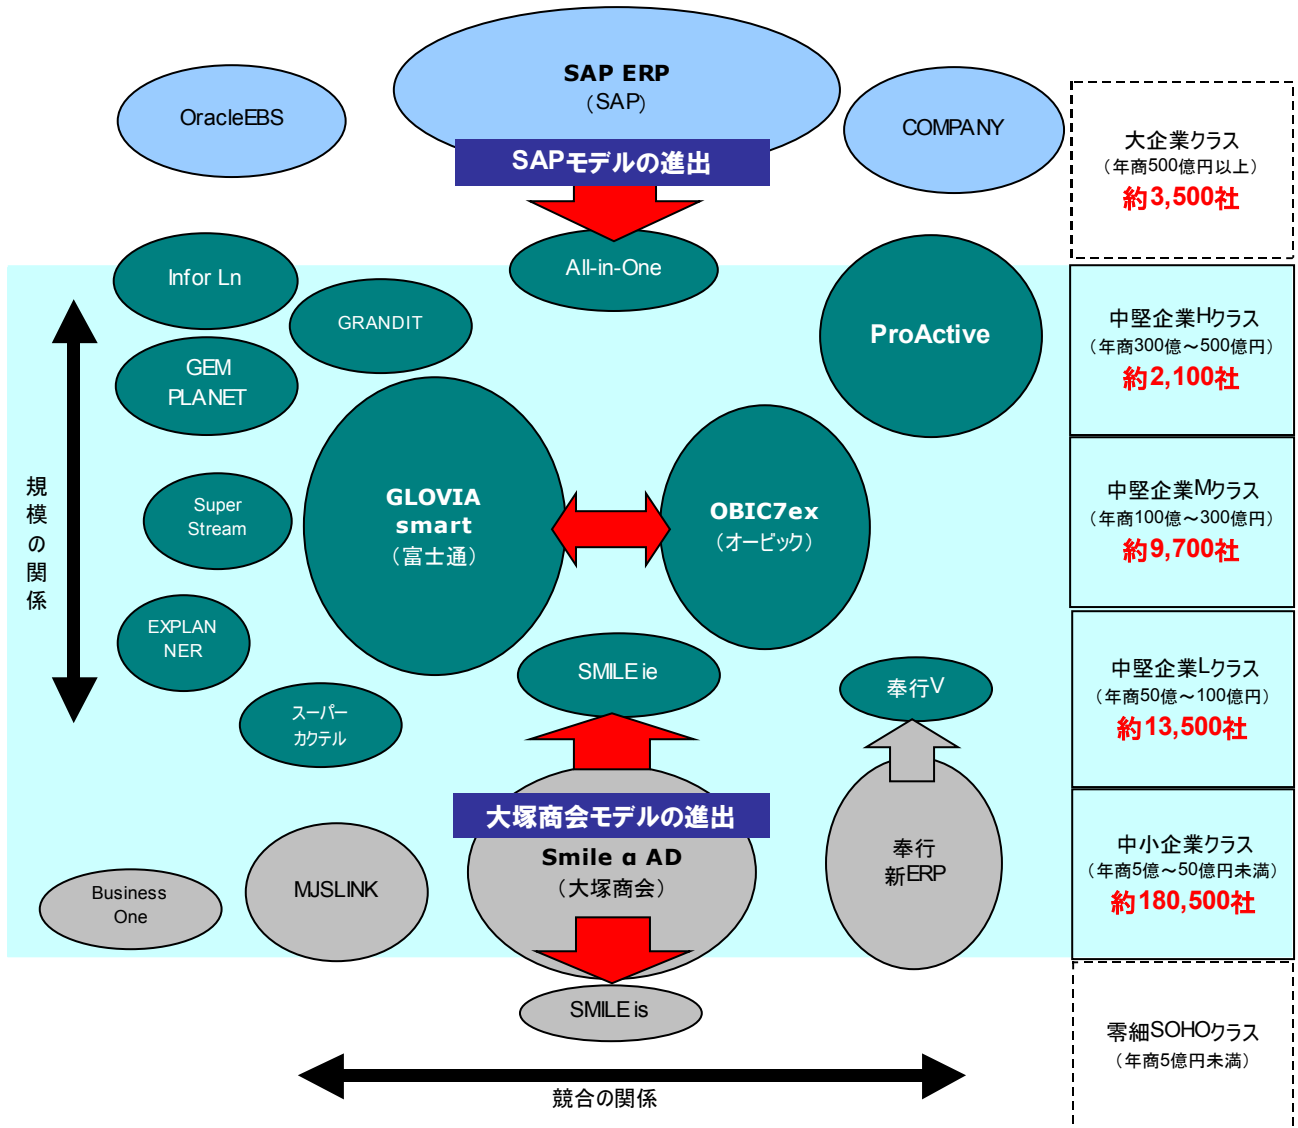 SAP ERP
（SAP）
OracleEBS
COMPANY
SAPモデルの進出
大企業クラス
（年商500億円以上）
約3,500社
All-in-One
Infor Ln
GRANDIT
ProActive
GEM
PLANET
中堅企業Hクラス
（年商300億～500億円）
約2,100社
規模の関係
Super
Stream
GLOVIA
smart
（富士通）
OBIC7ex
（オービック）
中堅企業Mクラス
（年商100億～300億円）
約9,700社
EXPLAN
NER
SMILE ie
奉行V
スーパー
カクテル
中堅企業Lクラス
（年商50億～100億円）
約13,500社
大塚商会モデルの進出
Smile α AD
（大塚商会）
奉行
新ERP
MJSLINK
Business
One
中小企業クラス
（年商5億～50億円未満）
約180,500社
SMILE is
零細SOHOクラス
（年商5億円未満）
競合の関係